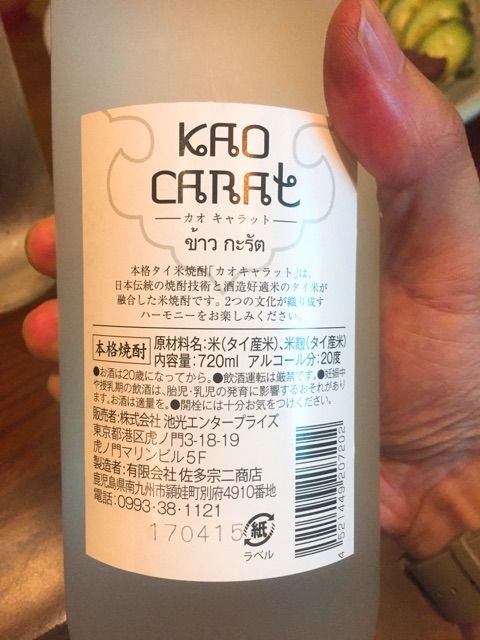 KAO
CARAT
カオ キャラット
ข้าว กะรัต
本格タイ米焼酎「カオキャラット」は、
日本伝統の焼酎技術と酒造好適米のタイ米が
融合した米焼酎です。2つの文化が織り成す
ハーモニーをお楽しみください。
本格焼酎
原材料名:米(タイ産米)、米麹(タイ産米)
内容量:720ml アルコール分:20度
●お酒は20歳になってから。●飲酒運転は厳禁です。●妊娠中
や授乳期の飲酒は、胎児・乳児の発育に影響するおそれがあり
ます。お酒は適量を。●開栓には十分お気をつけください。
販売者:株式会社 池光エンタープライズ
東京都港区虎ノ門3-18-19
虎ノ門マリンビル5F
製造者:有限会社 佐多宗二商店
鹿児島県南九州市頴娃町別府4910番地
電話:0993・38・1121
170415
紙
ラベル
4521449207202